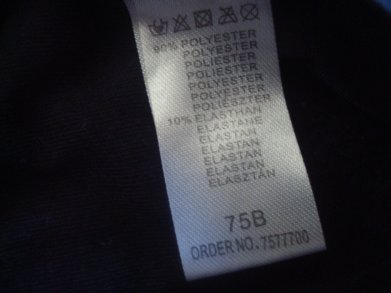 90% POLYESTER
POLYESTER
POLIESTER
POLYESTER
POLYESTER
POLIÉSZTER
10% ELASTHAN
ELASTANE
ELASTAN
ELASTAN
ELASTAN
ELASTAN
ELASZTÁN
75B
ORDER NO. 7577700